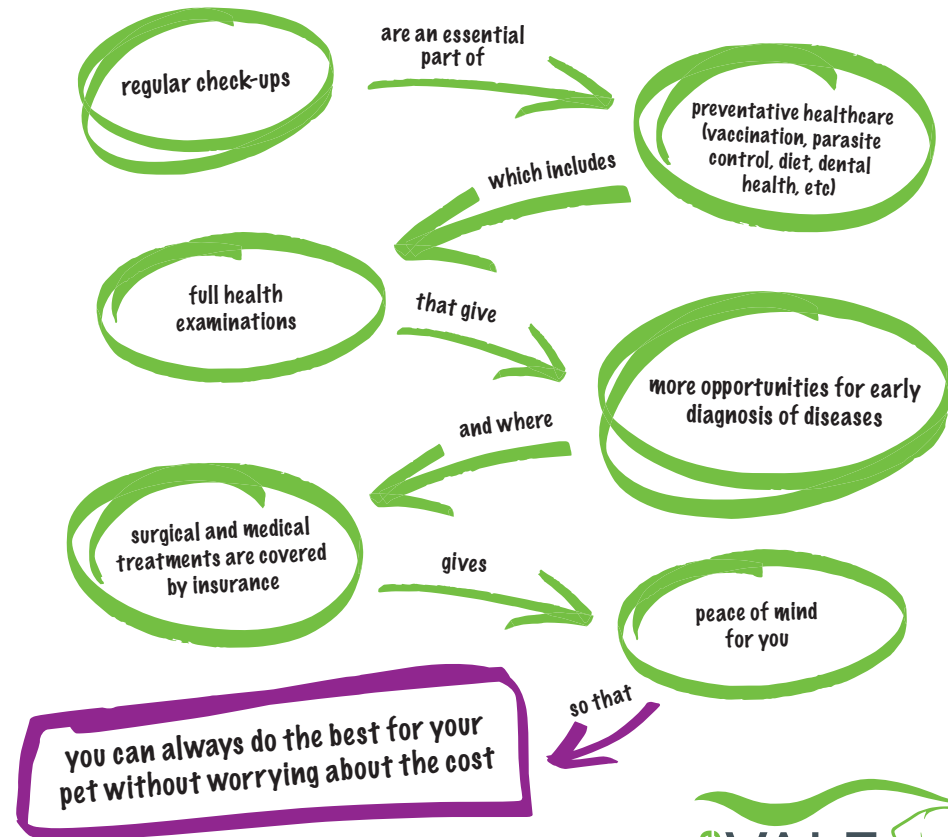 regular check-ups
are an essential
part of
preventative healthcare
(vaccination, parasite
control, diet, dental
health, etc)
which includes
full health
examinations
that give
more opportunities for early
diagnosis of diseases
and where
surgical and medical
treatments are covered
by insurance
gives
peace of mind
for you
so that
you can always do the best for your
pet without worrying about the cost